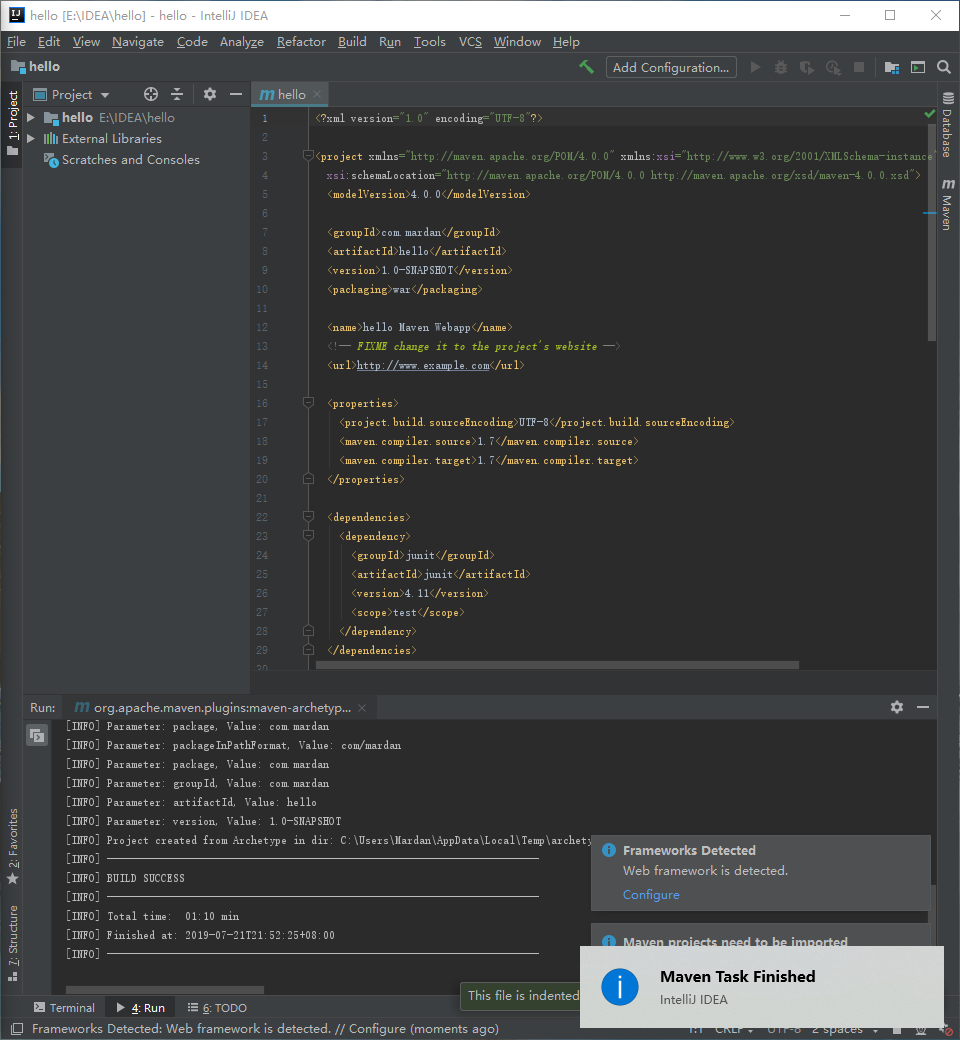 hello [E:\IDEA\hello] - hello - IntelliJ IDEA
File Edit View Navigate Code Analyze Refactor Build Run Tools VCS Window Help
hello
Add Configuration...
1: Project
Project
hello E:\IDEA\hello
External Libraries
Scratches and Consoles
m hello
1 <?xml version="1.0" encoding="UTF-8"?>
2
3 <project xmlns="http://maven.apache.org/POM/4.0.0" xmlns:xsi="http://www.w3.org/2001/XMLSchema-instance"
4 xsi:schemaLocation="http://maven.apache.org/POM/4.0.0 http://maven.apache.org/xsd/maven-4.0.0.xsd">
5 <modelVersion>4.0.0</modelVersion>
6
7 <groupId>com.mardan</groupId>
8 <artifactId>hello</artifactId>
9 <version>1.0-SNAPSHOT</version>
10 <packaging>war</packaging>
11
12 <name>hello Maven Webapp</name>
13 <!-- FIXME change it to the project's website -->
14 <url>http://www.example.com</url>
15
16 <properties>
17 <project.build.sourceEncoding>UTF-8</project.build.sourceEncoding>
18 <maven.compiler.source>1.7</maven.compiler.source>
19 <maven.compiler.target>1.7</maven.compiler.target>
20 </properties>
21
22 <dependencies>
23 <dependency>
24 <groupId>junit</groupId>
25 <artifactId>junit</artifactId>
26 <version>4.11</version>
27 <scope>test</scope>
28 </dependency>
29 </dependencies>
30
Database
m Maven
Run: m org.apache.maven.plugins:maven-archetyp...
[INFO] Parameter: package, Value: com.mardan
[INFO] Parameter: packageInPathFormat, Value: com/mardan
[INFO] Parameter: package, Value: com.mardan
[INFO] Parameter: groupId, Value: com.mardan
[INFO] Parameter: artifactId, Value: hello
[INFO] Parameter: version, Value: 1.0-SNAPSHOT
[INFO] Project created from Archetype in dir: C:\Users\Mardan\AppData\Local\Temp\archety
[INFO] ------------------------------------------------------------------------
[INFO] BUILD SUCCESS
[INFO] ------------------------------------------------------------------------
[INFO] Total time: 01:10 min
[INFO] Finished at: 2019-07-21T21:52:25+08:00
[INFO] ------------------------------------------------------------------------
2: Favorites
7: Structure
Frameworks Detected
Web framework is detected.
Configure
Maven projects need to be imported
Maven Task Finished
IntelliJ IDEA
This file is indented
Terminal 4: Run 6: TODO
Frameworks Detected: Web framework is detected. // Configure (moments ago)
1:1 CRLF UTF-8 2 spaces